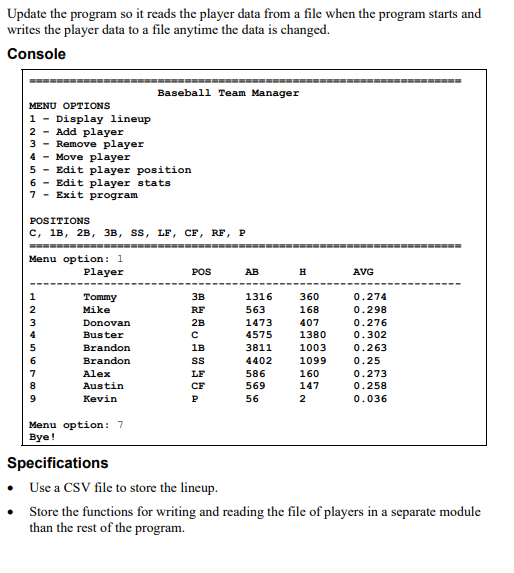 Update the program so it reads the player data from a file when the program starts and
writes the player data to a file anytime the data is changed.
Console
================================================================
Baseball Team Manager
MENU OPTIONS
1 – Display lineup
2 – Add player
3 – Remove player
4 – Move player
5 – Edit player position
6 – Edit player stats
7 - Exit program
POSITIONS
C, 1B, 2B, 3B, SS, LF, CF, RF, P
================================================================
Menu option: 1
Player POS AB H AVG
----------------------------------------------------------------
1 Tommy 3B 1316 360 0.274
2 Mike RF 563 168 0.298
3 Donovan 2B 1473 407 0.276
4 Buster C 4575 1380 0.302
5 Brandon 1B 3811 1003 0.263
6 Brandon SS 4402 1099 0.25
7 Alex LF 586 160 0.273
8 Austin CF 569 147 0.258
9 Kevin P 56 2 0.036
Menu option: 7
Bye!
Specifications
• Use a CSV file to store the lineup.
• Store the functions for writing and reading the file of players in a separate module
than the rest of the program.